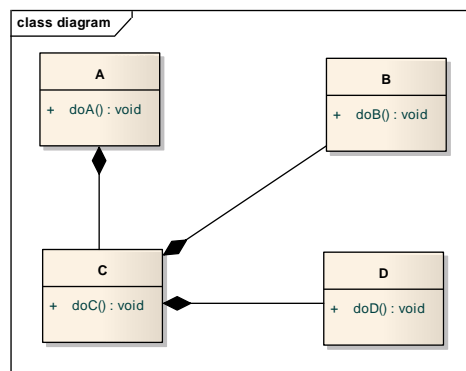 class diagram
A
+ doA() : void
B
+ doB() : void
C
+ doC() : void
D
+ doD() : void